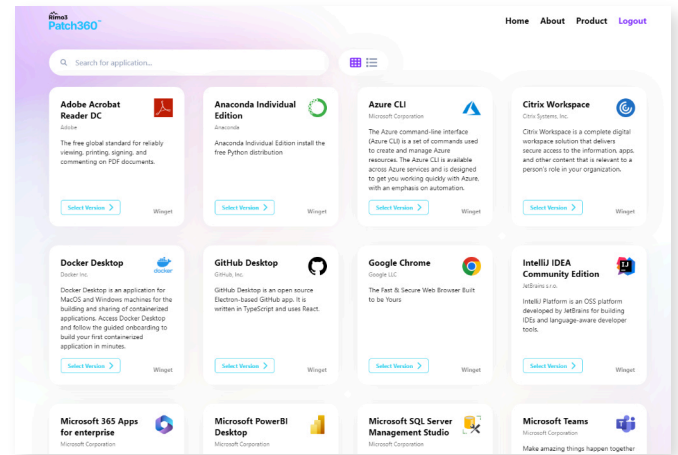 Rimo3
Patch360™
Home About Product Logout
Search for application...
Adobe Acrobat
Reader DC
Adobe
The free global standard for reliably
viewing, printing, signing, and
commenting on PDF documents.
Select Version
Winget
Anaconda Individual
Edition
Anaconda
Anaconda Individual Edition install the
free Python distribution
Select Version
Winget
Azure CLI
Microsoft Corporation
The Azure command-line interface
(Azure CLI) is a set of commands used
to create and manage Azure
resources. The Azure CLI is available
across Azure services and is designed
to get you working quickly with Azure,
with an emphasis on automation.
Select Version
Winget
Citrix Workspace
Citrix Systems, Inc.
Citrix Workspace is a complete digital
workspace solution that delivers
secure access to the information, apps,
and other content that is relevant to a
person's role in your organization.
Select Version
Winget
Docker Desktop
Docker Inc.
docker
Docker Desktop is an application for
MacOS and Windows machines for the
building and sharing of containerized
applications. Access Docker Desktop
and follow the guided onboarding to
build your first containerized
application in minutes.
Select Version
Winget
GitHub Desktop
GitHub, Inc.
GitHub Desktop is an open source
Electron-based GitHub app. It is
written in TypeScript and uses React.
Select Version
Winget
Google Chrome
Google LLC
The Fast & Secure Web Browser Built
to be Yours
Select Version
Winget
IntelliJ IDEA
Community Edition
JetBrains s.r.o.
IntelliJ Platform is an OSS platform
developed by JetBrains for building
IDEs and language-aware developer
tools.
Select Version
Winget
Microsoft 365 Apps
for enterprise
Microsoft Corporation
Microsoft PowerBI
Desktop
Microsoft Corporation
Microsoft SQL Server
Management Studio
Microsoft Corporation
Microsoft Teams
Microsoft Corporation
Make amazing things happen together